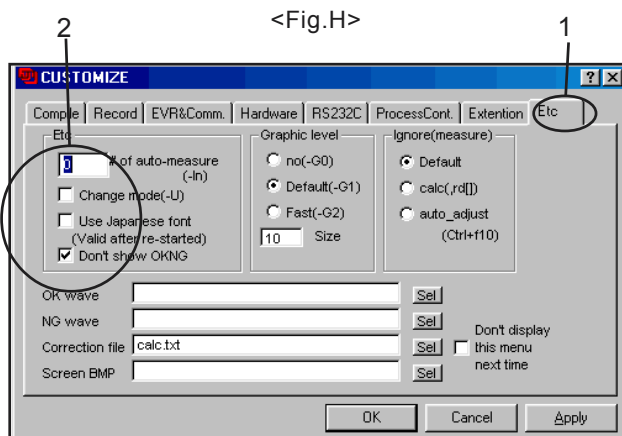 <Fig.H>
2
1
CUSTOMIZE
Compile Record EVR&Comm. Hardware RS232C ProcessCont. Extention Etc
Etc
0 # of auto-measure
(-In)
Change mode(-U)
Use Japanese font
(Valid after re-started)
Don't show OKNG
Graphic level
no(-G0)
Default(-G1)
Fast(-G2)
10 Size
Ignore(measure)
Default
calc(,rd[])
auto_adjust
(Ctrl+f10)
OK wave Sel
NG wave Sel
Correction file calc.txt Sel
Screen BMP Sel
Don't display
this menu
next time
OK Cancel Apply